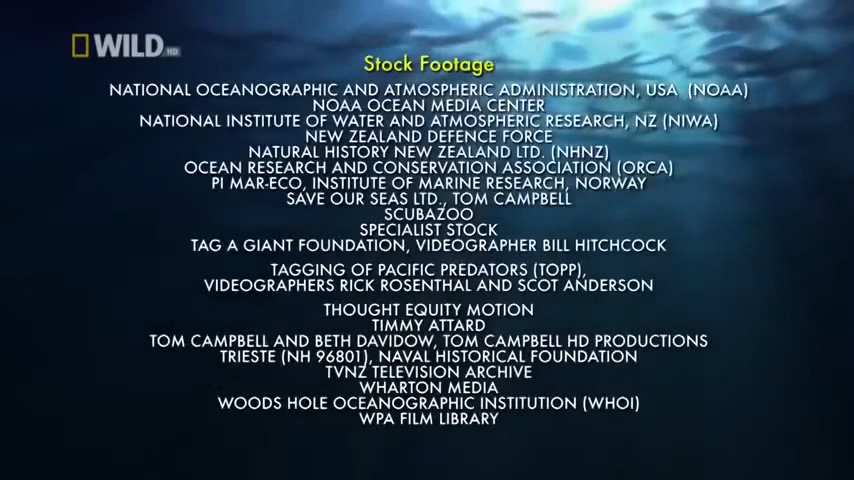 WILD HD
Stock Footage
NATIONAL OCEANOGRAPHIC AND ATMOSPHERIC ADMINISTRATION, USA (NOAA)
NOAA OCEAN MEDIA CENTER
NATIONAL INSTITUTE OF WATER AND ATMOSPHERIC RESEARCH, NZ (NIWA)
NEW ZEALAND DEFENCE FORCE
NATURAL HISTORY NEW ZEALAND LTD. (NHNZ)
OCEAN RESEARCH AND CONSERVATION ASSOCIATION (ORCA)
PI MAR-ECO, INSTITUTE OF MARINE RESEARCH, NORWAY
SAVE OUR SEAS LTD., TOM CAMPBELL
SCUBAZOO
SPECIALIST STOCK
TAG A GIANT FOUNDATION, VIDEOGRAPHER BILL HITCHCOCK
TAGGING OF PACIFIC PREDATORS (TOPP),
VIDEOGRAPHERS RICK ROSENTHAL AND SCOT ANDERSON
THOUGHT EQUITY MOTION
TIMMY ATTARD
TOM CAMPBELL AND BETH DAVIDOW, TOM CAMPBELL HD PRODUCTIONS
TRIESTE (NH 96801), NAVAL HISTORICAL FOUNDATION
TVNZ TELEVISION ARCHIVE
WHARTON MEDIA
WOODS HOLE OCEANOGRAPHIC INSTITUTION (WHOI)
WPA FILM LIBRARY